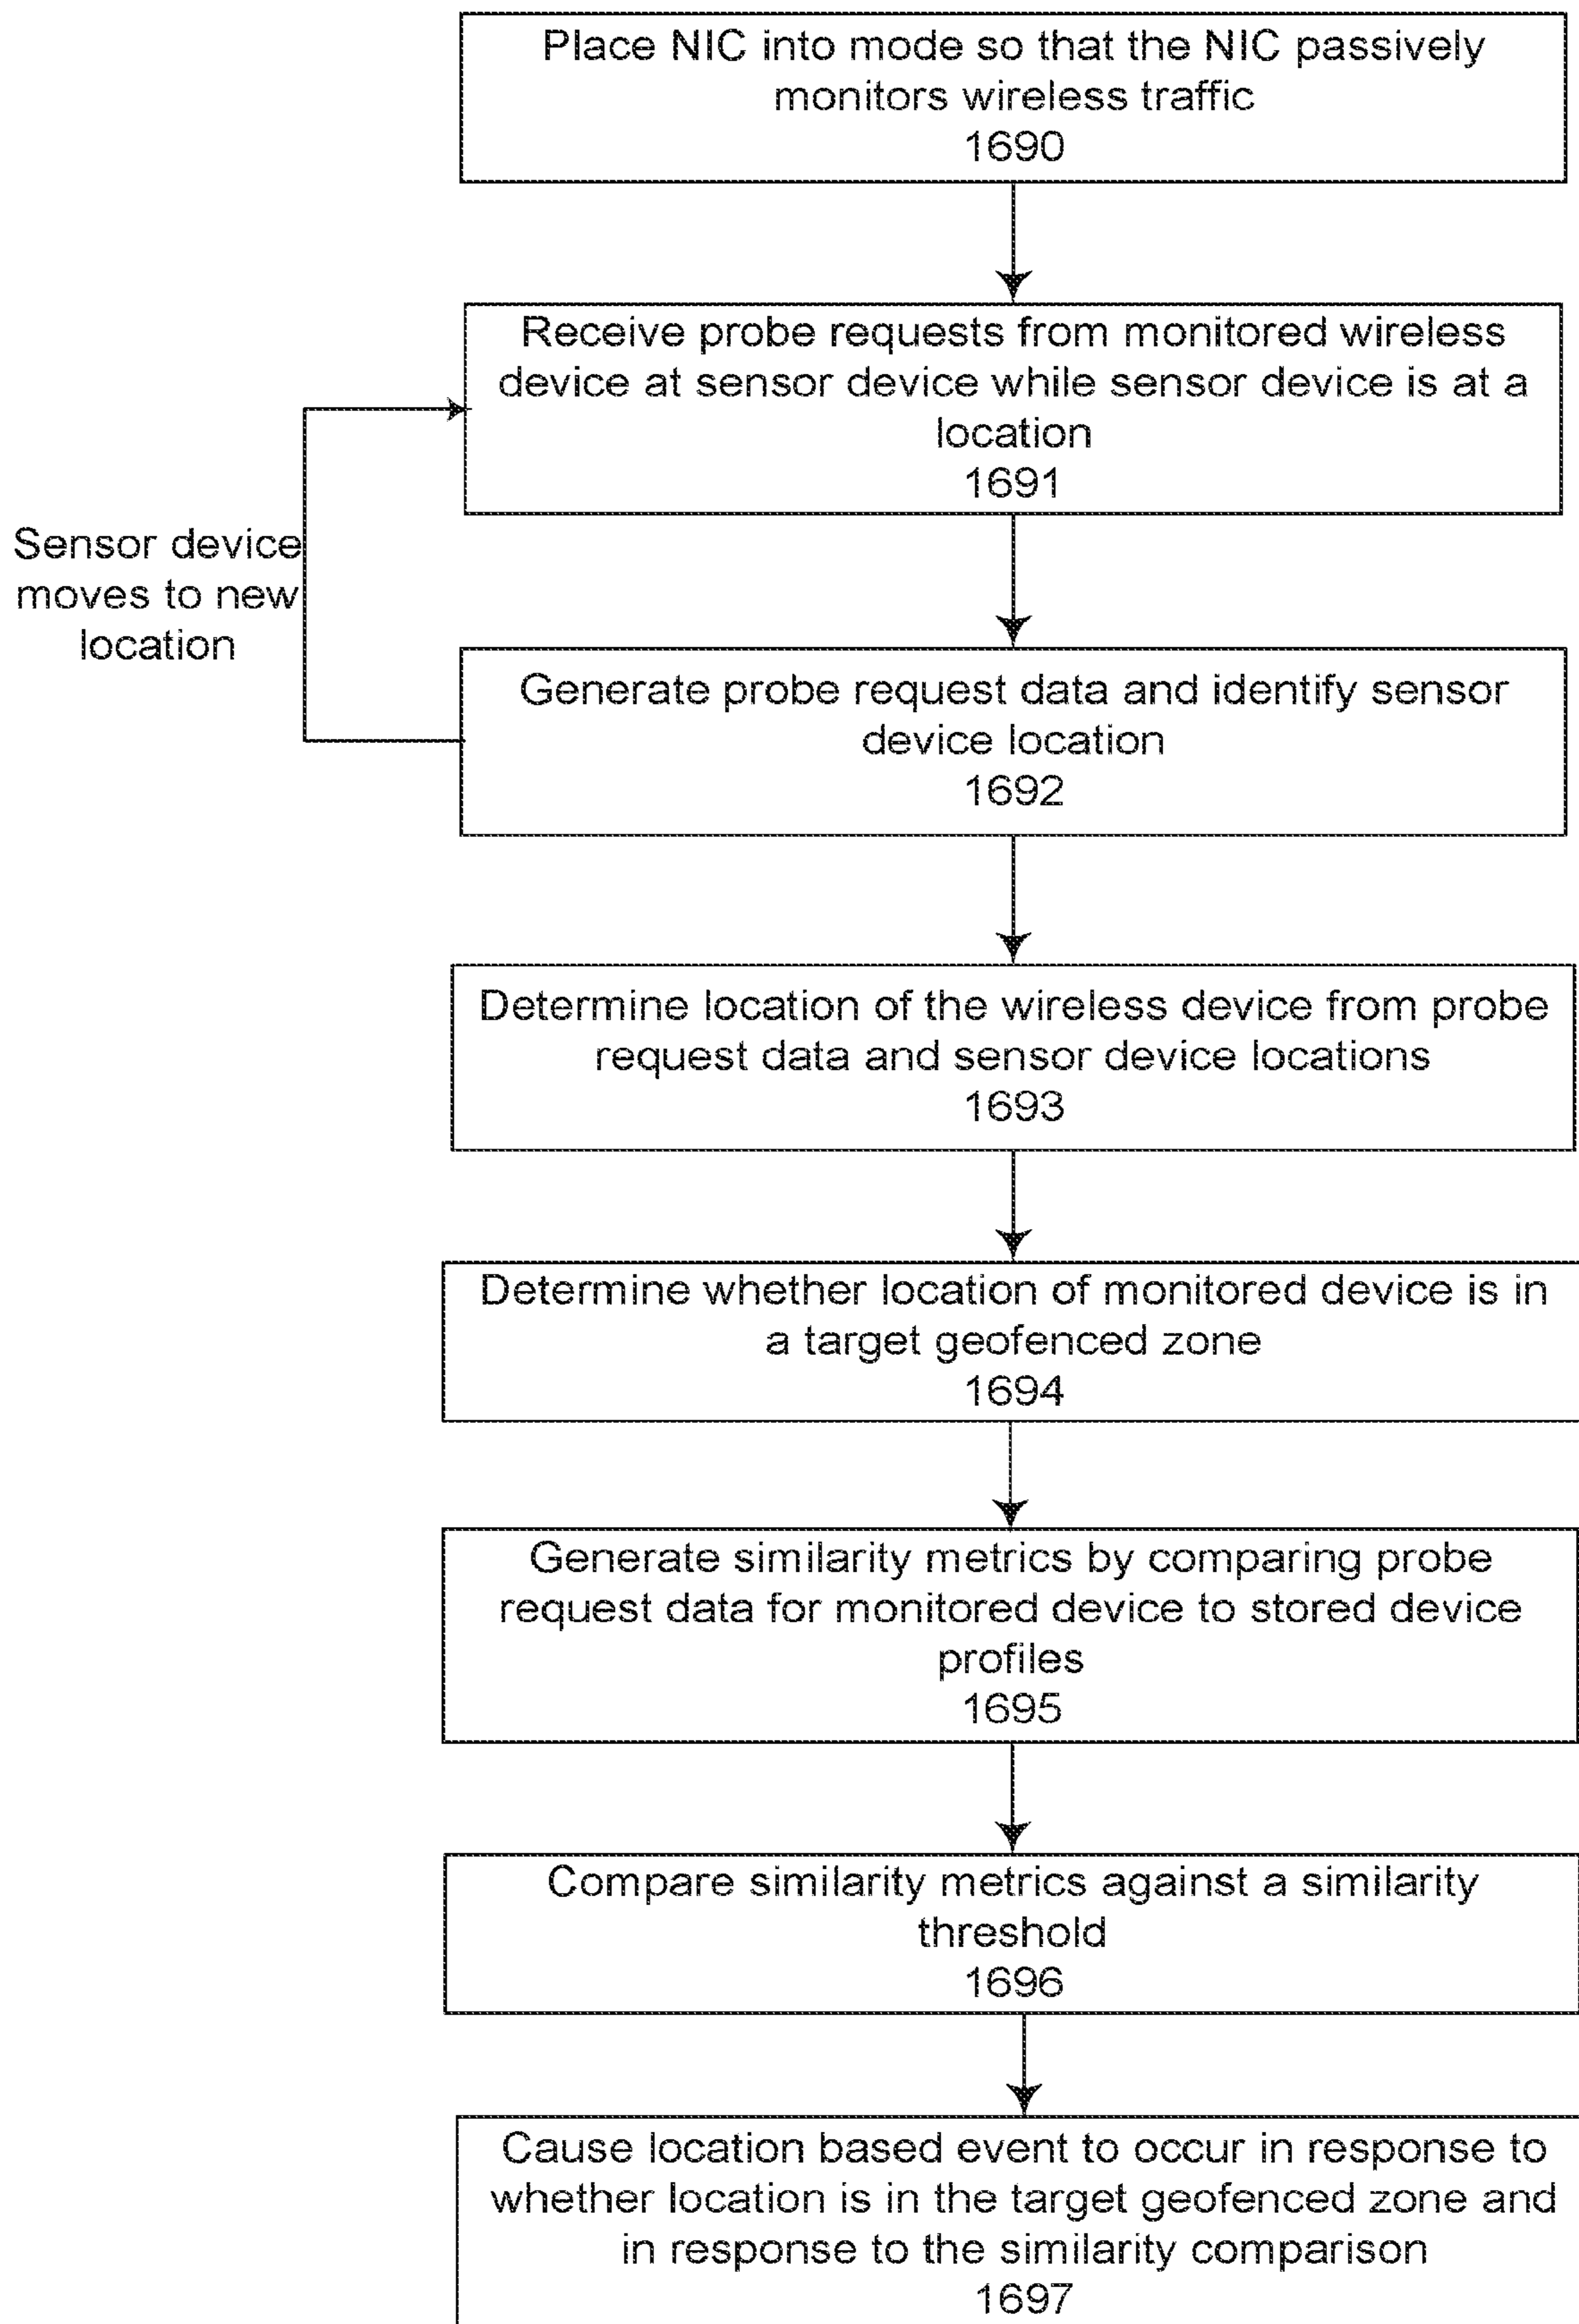 Place NIC into mode so that the NIC passively
monitors wireless traffic
1690
Receive probe requests from monitored wireless
device at sensor device while sensor device is at a
location
1691
Sensor device
moves to new
location
Generate probe request data and identify sensor
device location
1692
Determine location of the wireless device from probe
request data and sensor device locations
1693
Determine whether location of monitored device is in
a target geofenced zone
1694
Generate similarity metrics by comparing probe
request data for monitored device to stored device
profiles
1695
Compare similarity metrics against a similarity
threshold
1696
Cause location based event to occur in response to
whether location is in the target geofenced zone and
in response to the similarity comparison
1697